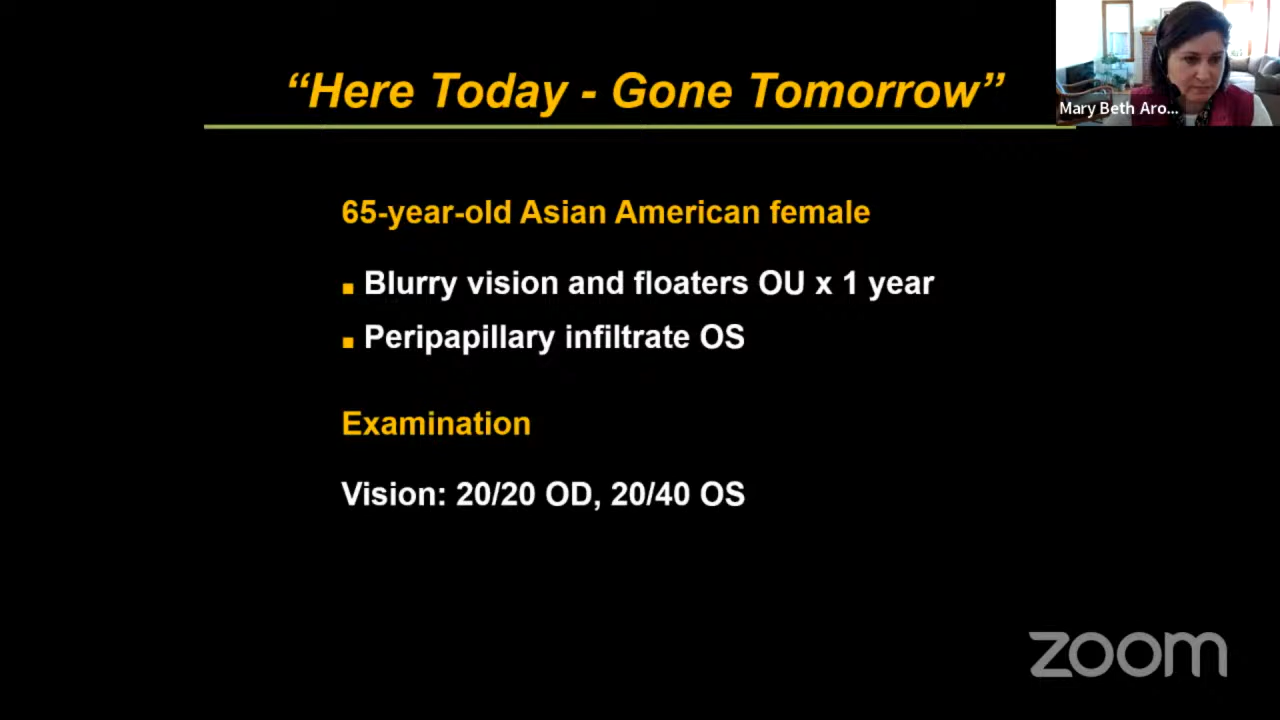 “Here Today - Gone Tomorrow”
Mary Beth Aro...
65-year-old Asian American female
■ Blurry vision and floaters OU x 1 year
■ Peripapillary infiltrate OS
Examination
Vision: 20/20 OD, 20/40 OS
zoom